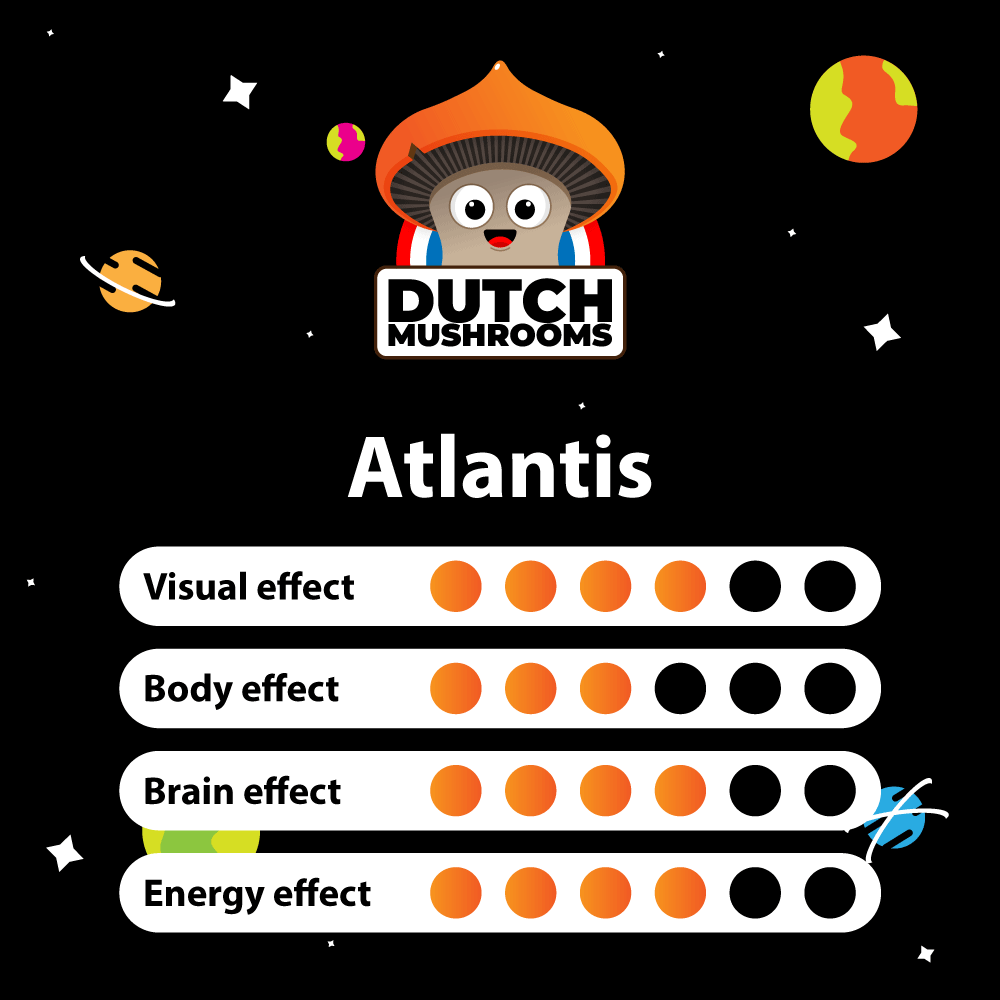 DUTCH
MUSHROOMS
Atlantis
Visual effect
Body effect
Brain effect
Energy effect